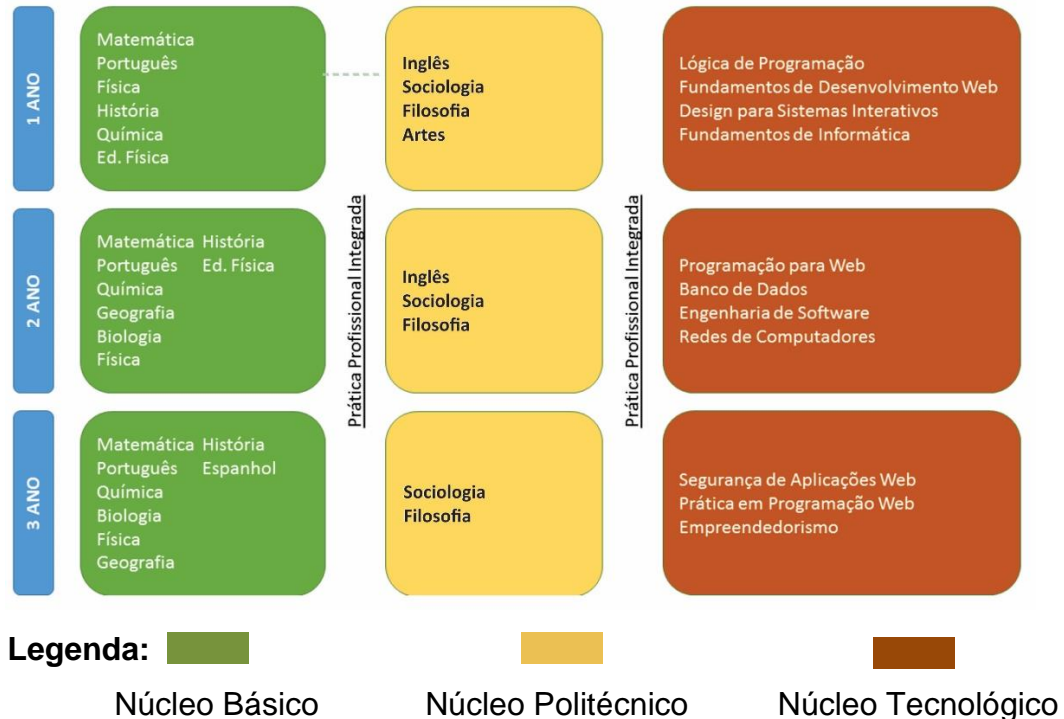 1 ANO
Matemática
Português
Física
História
Química
Ed. Física
Inglês
Sociologia
Filosofia
Artes
Lógica de Programação
Fundamentos de Desenvolvimento Web
Design para Sistemas Interativos
Fundamentos de Informática
2 ANO
Matemática História
Português Ed. Física
Química
Geografia
Biologia
Física
Prática Profissional Integrada
Inglês
Sociologia
Filosofia
Prática Profissional Integrada
Programação para Web
Banco de Dados
Engenharia de Software
Redes de Computadores
3 ANO
Matemática História
Português Espanhol
Química
Biologia
Física
Geografia
Sociologia
Filosofia
Segurança de Aplicações Web
Prática em Programação Web
Empreendedorismo
Legenda:
Núcleo Básico
Núcleo Politécnico
Núcleo Tecnológico